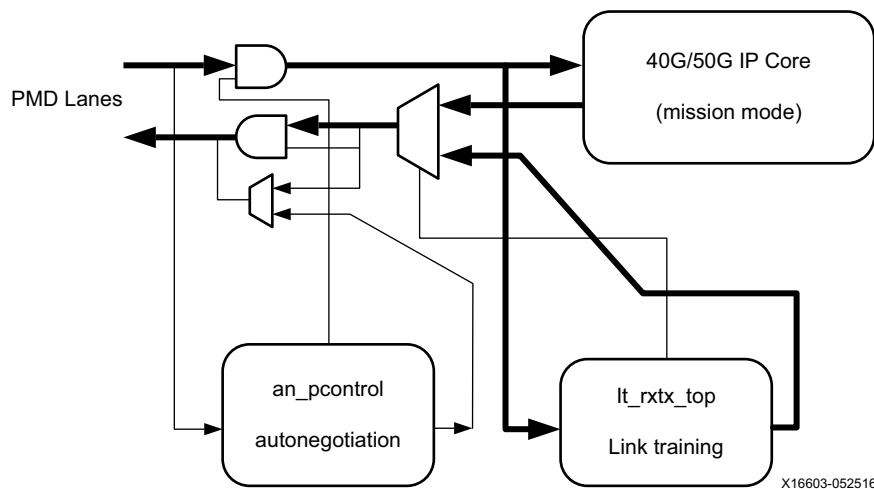 40G/50G IP Core
(mission mode)
PMD Lanes
an_pcontrol
autonegotiation
lt_rxtx_top
Link training
X16603-052516